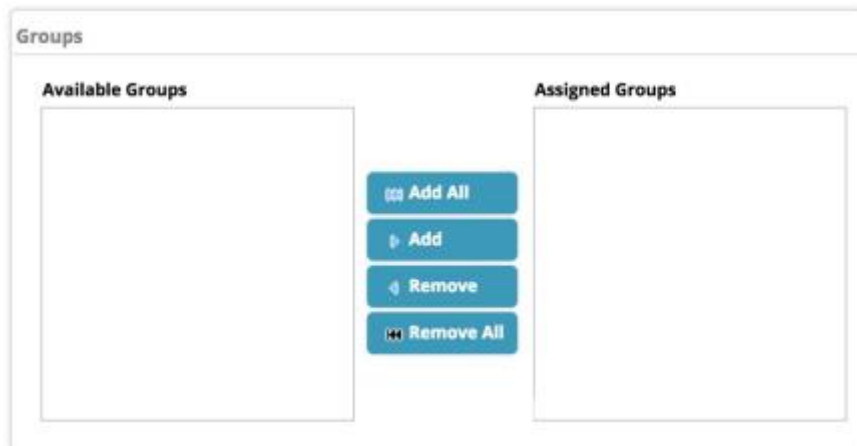 Groups
Available Groups
Assigned Groups
Add All
Add
Remove
Remove All